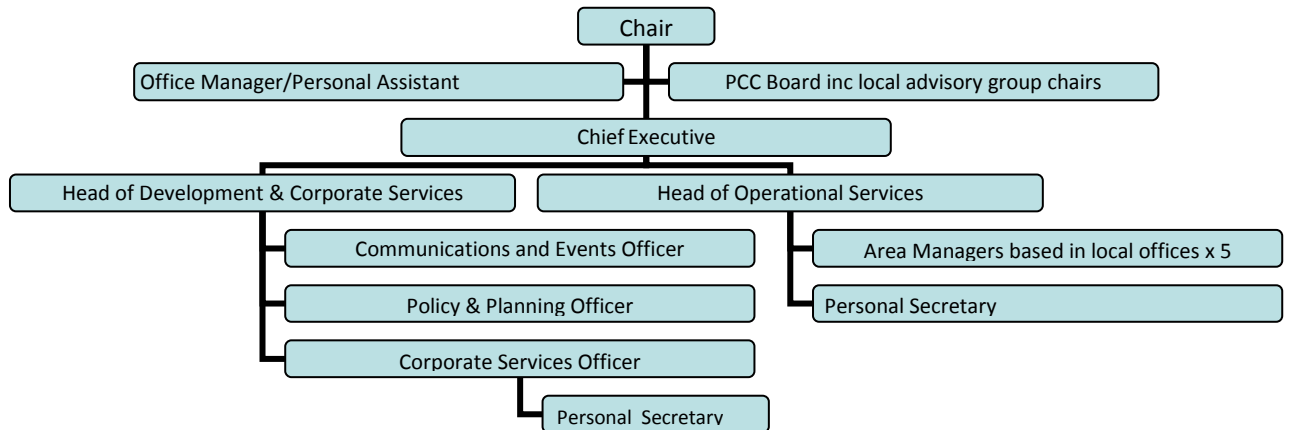 Chair
Office Manager/Personal Assistant
PCC Board inc local advisory group chairs
Chief Executive
Head of Development & Corporate Services
Head of Operational Services
Communications and Events Officer
Area Managers based in local offices x 5
Policy & Planning Officer
Personal Secretary
Corporate Services Officer
Personal Secretary